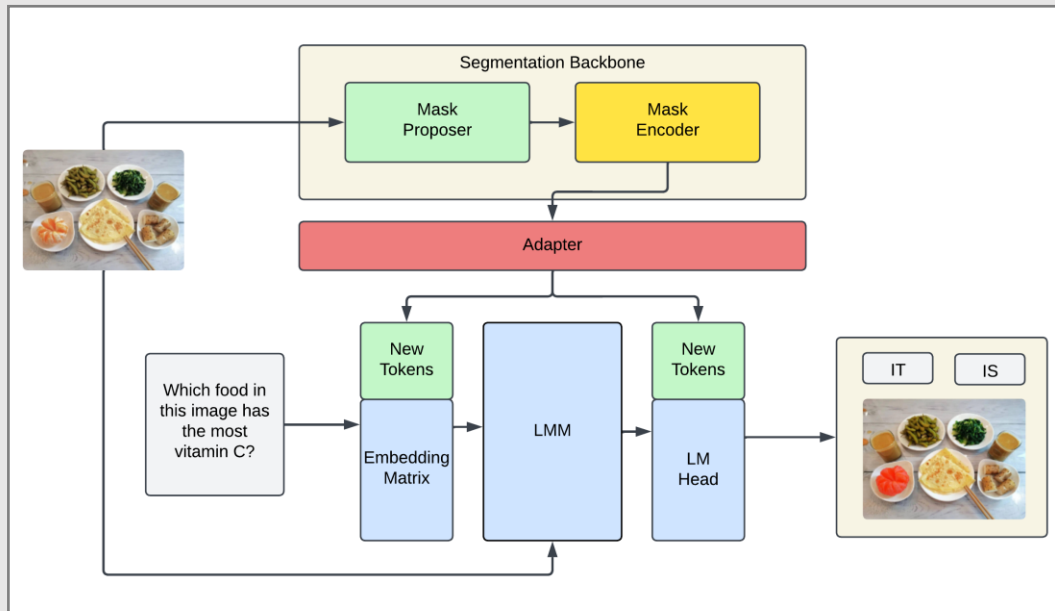 Segmentation Backbone
Mask
Proposer
Mask
Encoder
Adapter
New
Tokens
New
Tokens
Which food in
this image has
the most
vitamin C?
Embedding
Matrix
LMM
LM
Head
IT
IS